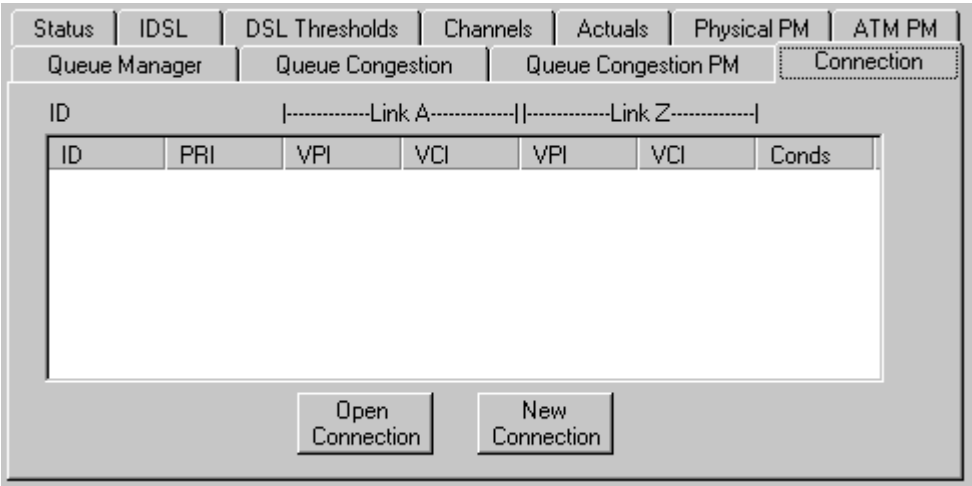 Status IDSL DSL Thresholds Channels Actuals Physical PM ATM PM
Queue Manager Queue Congestion Queue Congestion PM Connection
ID |-------------Link A-------------||-------------Link Z-------------|
ID PRI VPI VCI VPI VCI Conds
Open Connection
New Connection